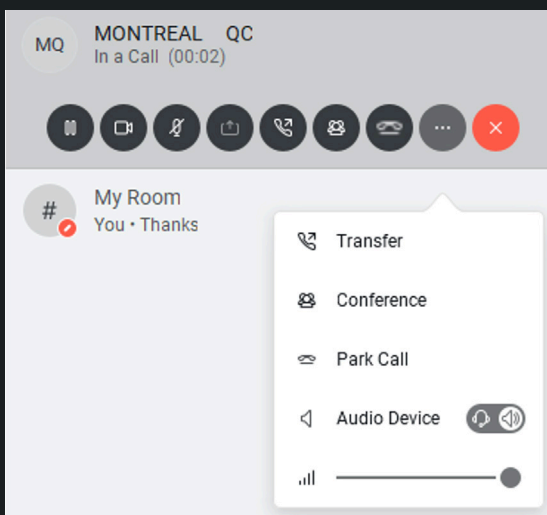 MQ
MONTREAL QC
In a Call (00:02)
#
My Room
You • Thanks
Transfer
Conference
Park Call
Audio Device